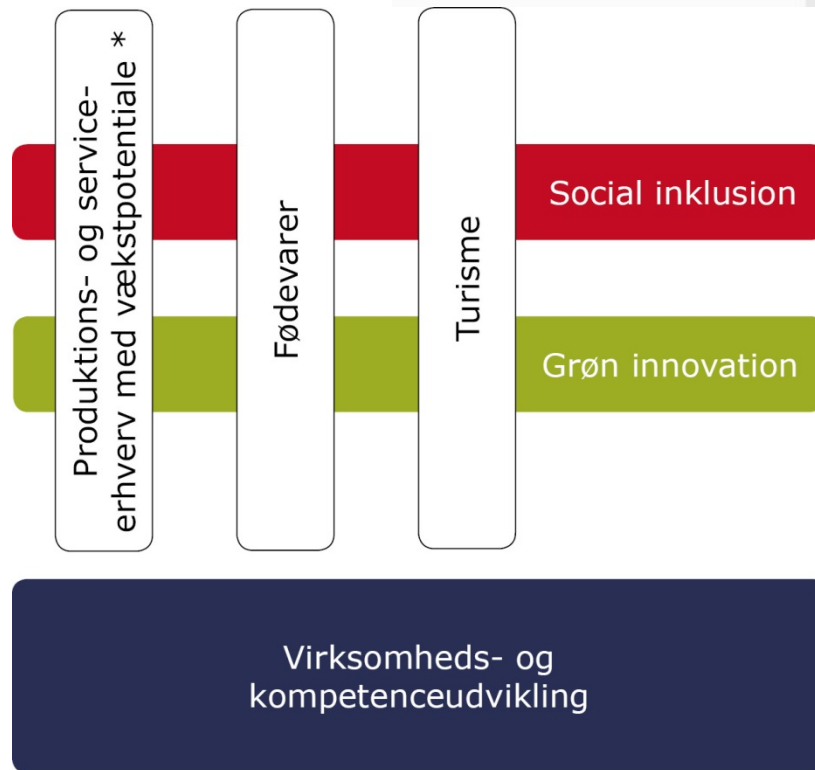 Produktions- og service-
erhverv med vækstpotentiale *
Fødevarer
Turisme
Social inklusion
Grøn innovation
Virksomheds- og
kompetenceudvikling